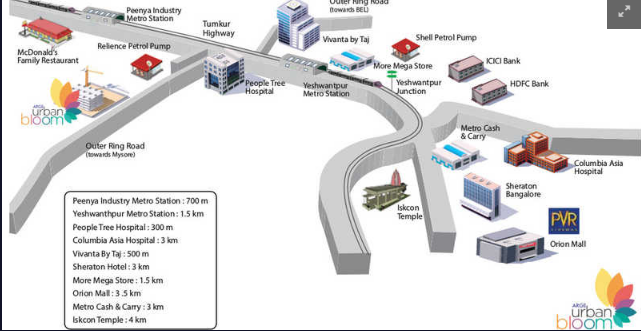 Outer Ring Road
(towards BEL)
Peenya Industry
Metro Station
Tumkur
Highway
McDonald's
Family Restaurant
Relience Petrol Pump
Vivanta by Taj
Shell Petrol Pump
More Mega Store
ICICI Bank
HDFC Bank
People Tree
Hospital
Yeshwantpur
Metro Station
Yeshwantpur
Junction
ARGE
urban
bloom
Outer Ring Road
(towards Mysore)
Metro Cash
& Carry
Columbia Asia
Hospital
Sheraton
Bangalore
Iskcon
Temple
PVR
CINEMAS
Orion Mall
Peenya Industry Metro Station : 700 m
Yeshwanthpur Metro Station : 1.5 km
People Tree Hospital : 300 m
Columbia Asia Hospital : 3 km
Vivanta By Taj : 500 m
Sheraton Hotel : 3 km
More Mega Store : 1.5 km
Orion Mall : 3 .5 km
Metro Cash & Carry : 3 km
Iskcon Temple : 4 km
ARGE
urban
bloom